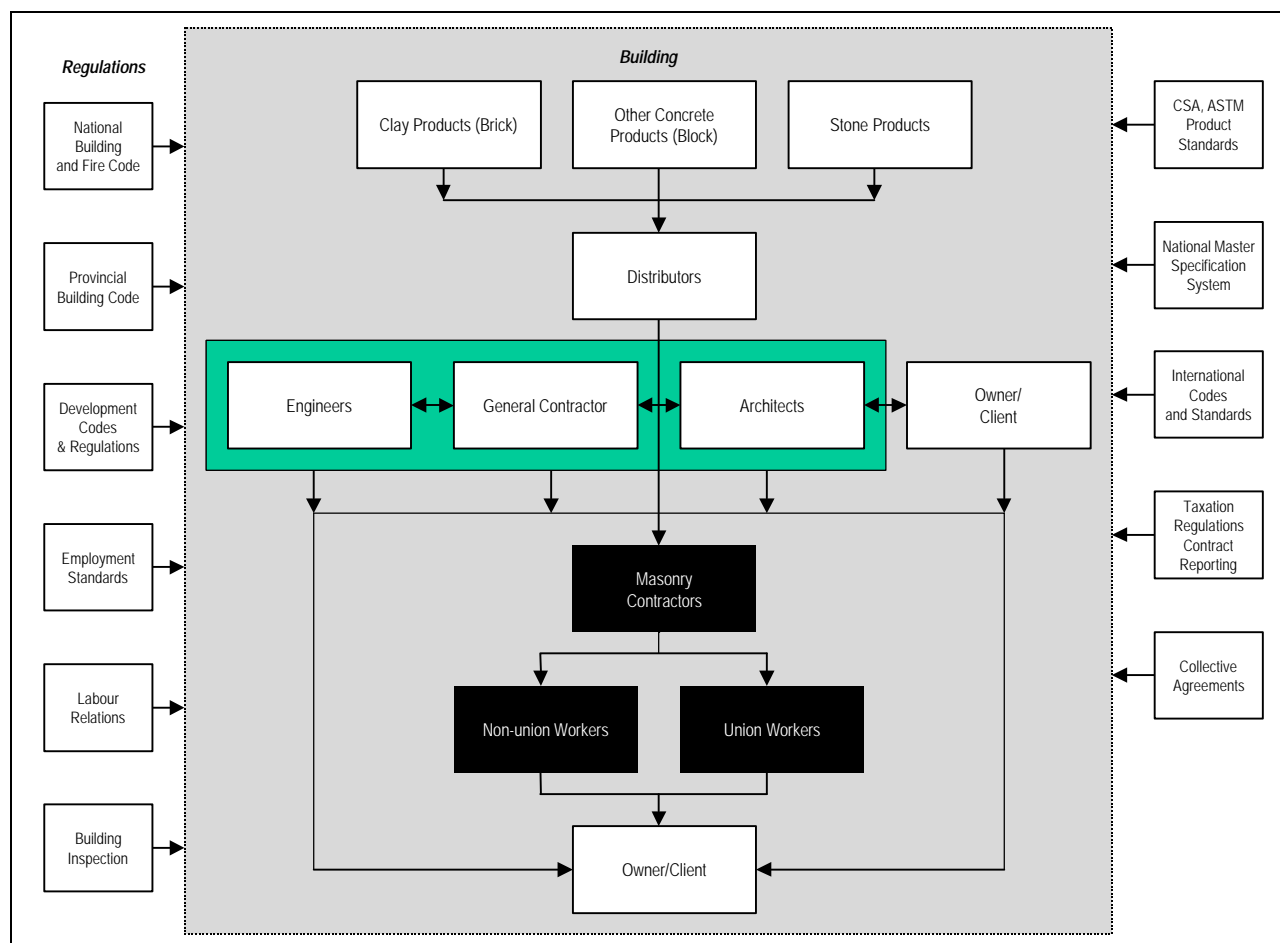 Regulations
Building
National
Building
and Fire Code
Clay Products (Brick)
Other Concrete
Products (Block)
Stone Products
CSA, ASTM
Product
Standards
Provincial
Building Code
Distributors
National Master
Specification
System
Development
Codes
& Regulations
Engineers
General Contractor
Architects
Owner/
Client
International
Codes
and Standards
Employment
Standards
Masonry
Contractors
Taxation
Regulations
Contract
Reporting
Labour
Relations
Non-union Workers
Union Workers
Collective
Agreements
Building
Inspection
Owner/Client